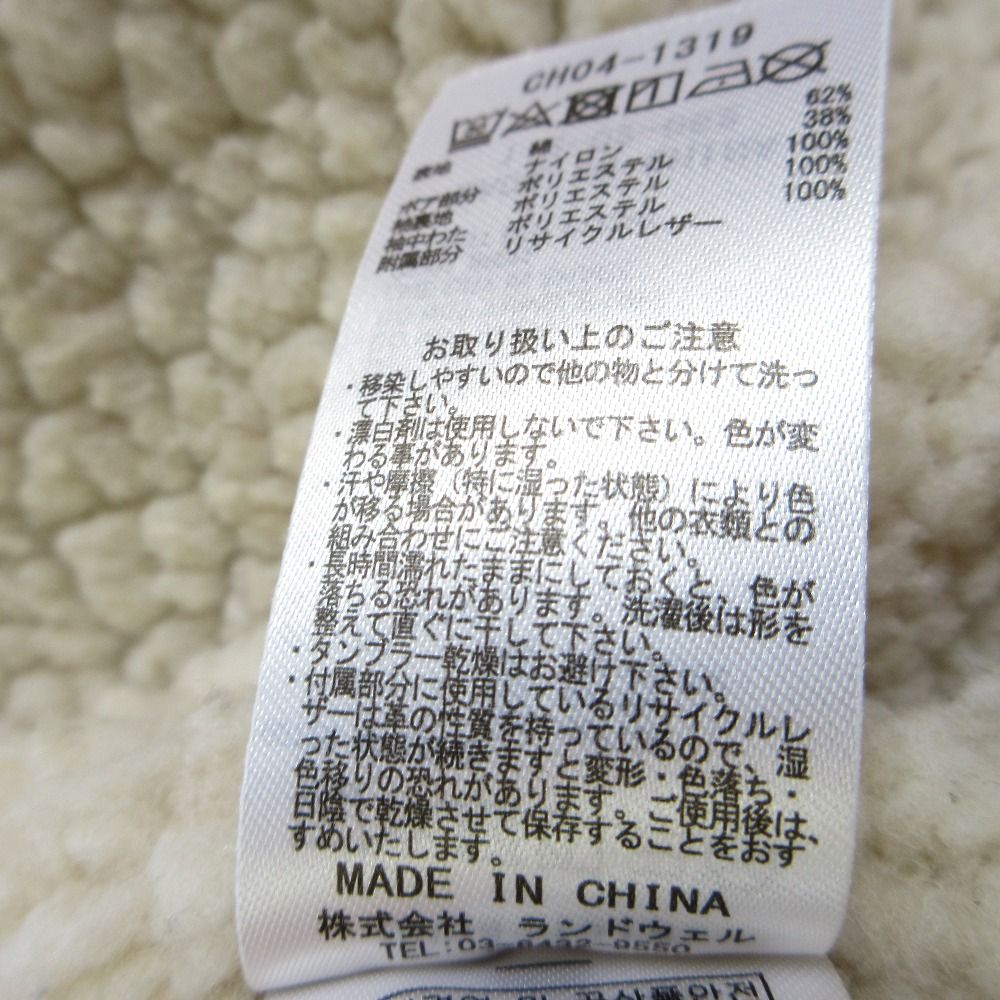 CH04-1319
表地 綿 62%
ナイロン 38%
ボア部分 ポリエステル 100%
袖裏地 ポリエステル 100%
袖中わた ポリエステル 100%
附属部分 リサイクルレザー
お取り扱い上のご注意
・移染しやすいので他の物と分けて洗っ
て下さい。
・漂白剤は使用しないで下さい。色が変
わる事があります。
・汗や摩擦(特に湿った状態)により色
が移る場合があります。他の衣類との
組み合わせにご注意ください。
・長時間濡れたままにしておくと、色が
落ちる恐れがあります。洗濯後は形を
整えて直ぐに干して下さい。
・タンブラー乾燥はお避け下さい。
・付属部分に使用しているリサイクルレ
ザーは革の性質を持っているので、湿
った状態が続きますと変形・色落ち・
色移りの恐れがあります。ご使用後は、
日陰で乾燥させて保存することをおす
すめいたします。
MADE IN CHINA
株式会社 ランドウェル
TEL:03-6432-9550